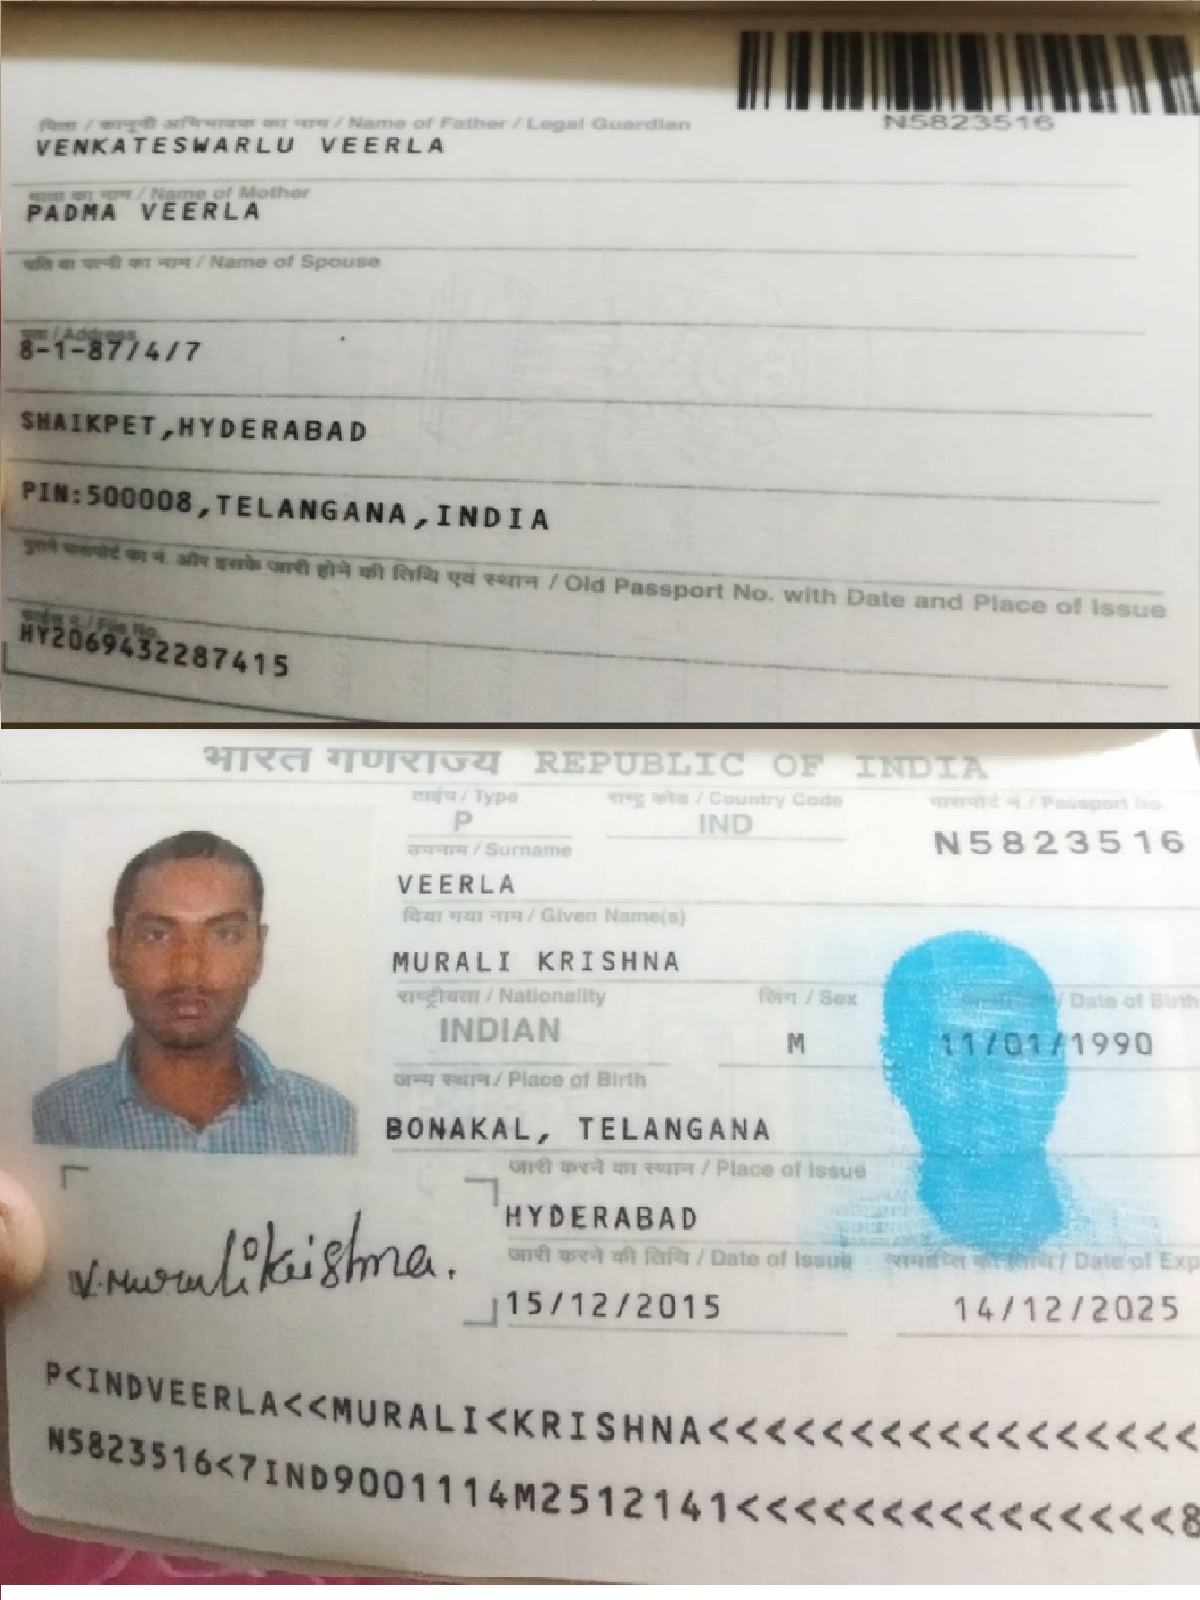 N5823516
पिता / कानूनी अभिभावक का नाम / Name of Father / Legal Guardian
VENKATESWARLU VEERLA
माता का नाम / Name of Mother
PADMA VEERLA
पति या पत्नी का नाम / Name of Spouse
पता / Address
8-1-87/4/7
SHAIKPET,HYDERABAD
PIN:500008,TELANGANA,INDIA
पुराने पासपोर्ट का नं. और इसके जारी होने की तिथि एवं स्थान / Old Passport No. with Date and Place of Issue
फाईल नं. / File No.
HY2069432287415
भारत गणराज्य REPUBLIC OF INDIA
टाईप / Type राष्ट्र कोड / Country Code पासपोर्ट नं. / Passport No.
P IND N5823516
उपनाम / Surname
VEERLA
दिया गया नाम / Given Name(s)
MURALI KRISHNA
राष्ट्रीयता / Nationality लिंग / Sex / Date of Birth
INDIAN M 11/01/1990
जन्म स्थान / Place of Birth
BONAKAL, TELANGANA
जारी करने का स्थान / Place of Issue
HYDERABAD
जारी करने की तिथि / Date of Issue समाप्ति की तिथि / Date of Exp
15/12/2015 14/12/2025
V.Muralikrishna.
P<INDVEERLA<<MURALI<KRISHNA<<<<<<<<<<<<<<<<<
N5823516<7IND9001114M2512141<<<<<<<<<<<<<<<8